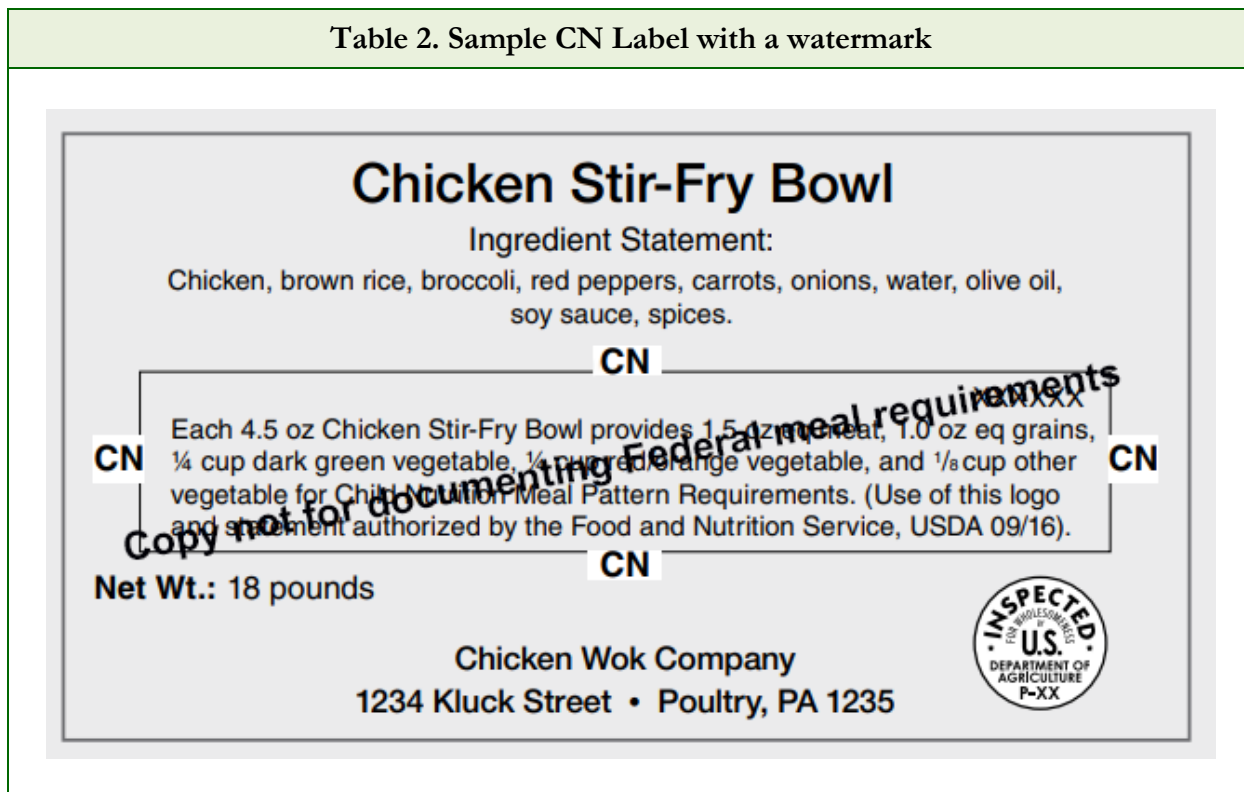 Table 2. Sample CN Label with a watermark
Chicken Stir-Fry Bowl
Ingredient Statement:
Chicken, brown rice, broccoli, red peppers, carrots, onions, water, olive oil,
soy sauce, spices.
CN
XXXXXX
Each 4.5 oz Chicken Stir-Fry Bowl provides 1.5 oz eq meat, 1.0 oz eq grains,
CN
¼ cup dark green vegetable, ¼ cup red/orange vegetable, and ⅛ cup other
CN
vegetable for Child Nutrition Meal Pattern Requirements. (Use of this logo
and statement authorized by the Food and Nutrition Service, USDA 09/16).
Copy not for documenting Federal meal requirements
CN
Net Wt.: 18 pounds
INSPECTED
FOR WHOLESOMENESS
BY
U.S.
DEPARTMENT OF
AGRICULTURE
P-XX
Chicken Wok Company
1234 Kluck Street • Poultry, PA 1235